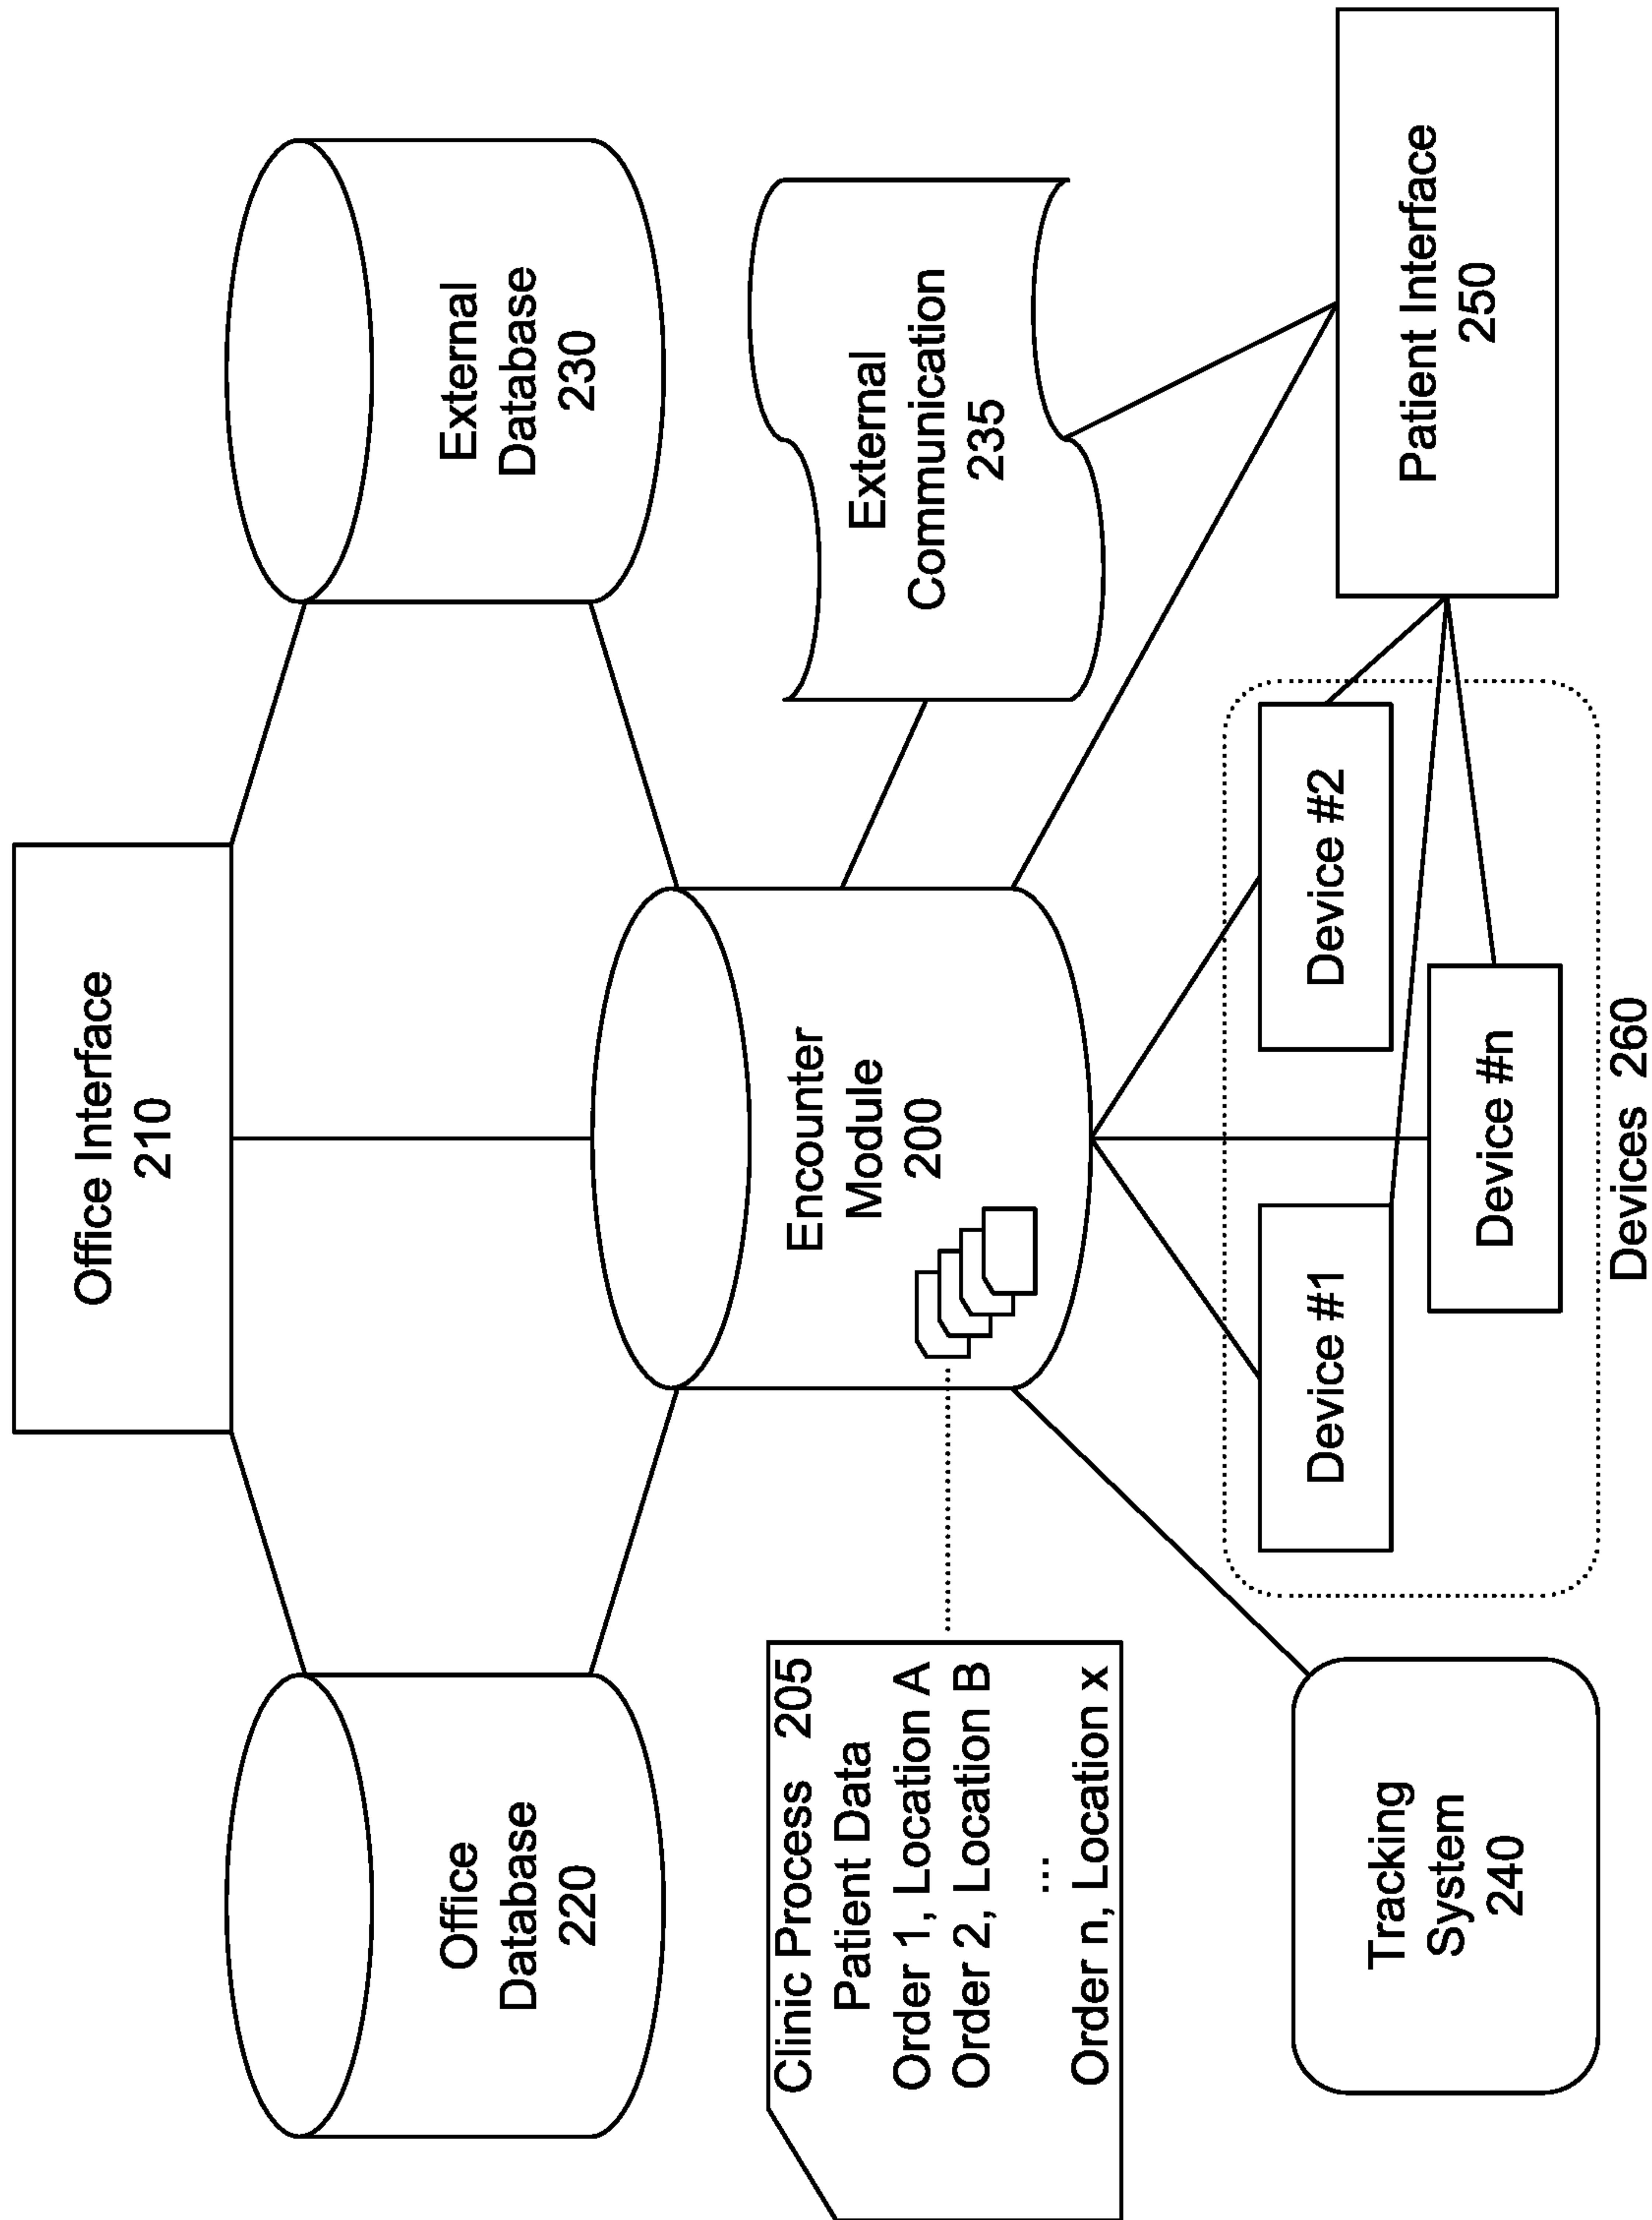 Office Interface
210
Office
Database
220
External
Database
230
Encounter
Module
200
Clinic Process 205
Patient Data
Order 1, Location A
Order 2, Location B
...
Order n, Location x
External
Communication
235
Tracking
System
240
Device #1
Device #2
Device #n
Devices 260
Patient Interface
250